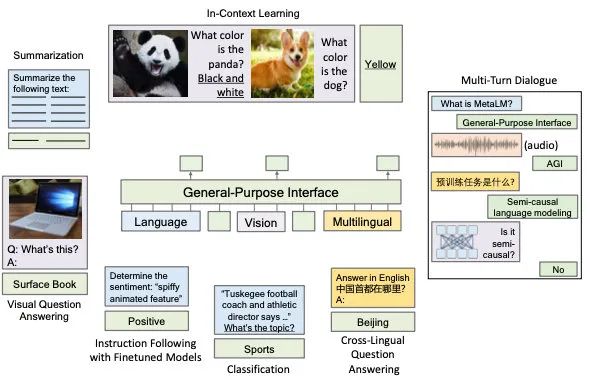 In-Context Learning
What color
is the
panda?
Black and
white
What
color
is the
dog?
Yellow
Summarization
Summarize the
following text:
Multi-Turn Dialogue
What is MetaLM?
General-Purpose Interface
(audio)
AGI
预训练任务是什么?
Semi-causal
language modeling
Is it
semi-
causal?
No
General-Purpose Interface
Language
Vision
Multilingual
Q: What's this?
A:
Surface Book
Visual Question
Answering
Determine the
sentiment: "spiffy
animated feature"
Positive
Instruction Following
with Finetuned Models
"Tuskegee football
coach and athletic
director says ..."
What's the topic?
Sports
Classification
Answer in English
中国首都在哪里?
A:
Beijing
Cross-Lingual
Question
Answering